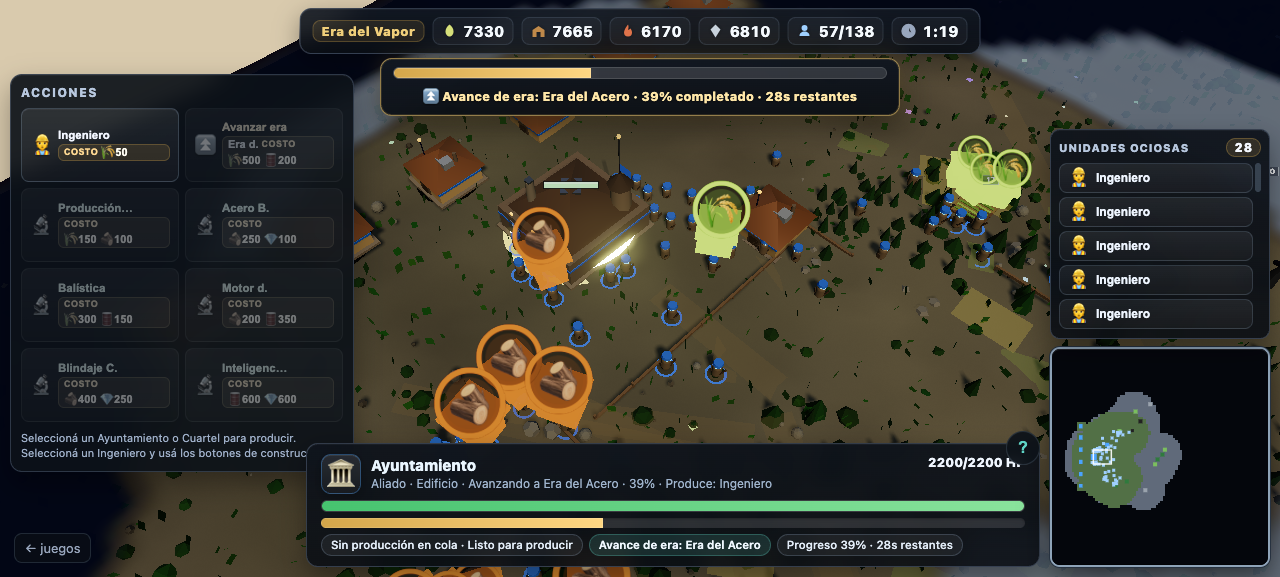 Era del Vapor 7330 7665 6170 6810 57/138 1:19
Avance de era: Era del Acero · 39% completado · 28s restantes
ACCIONES
Ingeniero
COSTO 50
Avanzar era
Era d. COSTO
500 200
Producción...
COSTO
150 100
Acero B.
COSTO
250 100
Balística
COSTO
300 150
Motor d.
COSTO
200 350
Blindaje C.
COSTO
400 250
Inteligenc...
COSTO
600 600
Seleccioná un Ayuntamiento o Cuartel para producir.
Seleccioná un Ingeniero y usá los botones de construc
UNIDADES OCIOSAS 28
Ingeniero
Ingeniero
Ingeniero
Ingeniero
Ingeniero
?
Ayuntamiento
2200/2200
Aliado · Edificio · Avanzando a Era del Acero · 39% · Produce: Ingeniero
Sin producción en cola · Listo para producir
Avance de era: Era del Acero
Progreso 39% · 28s restantes
← juegos